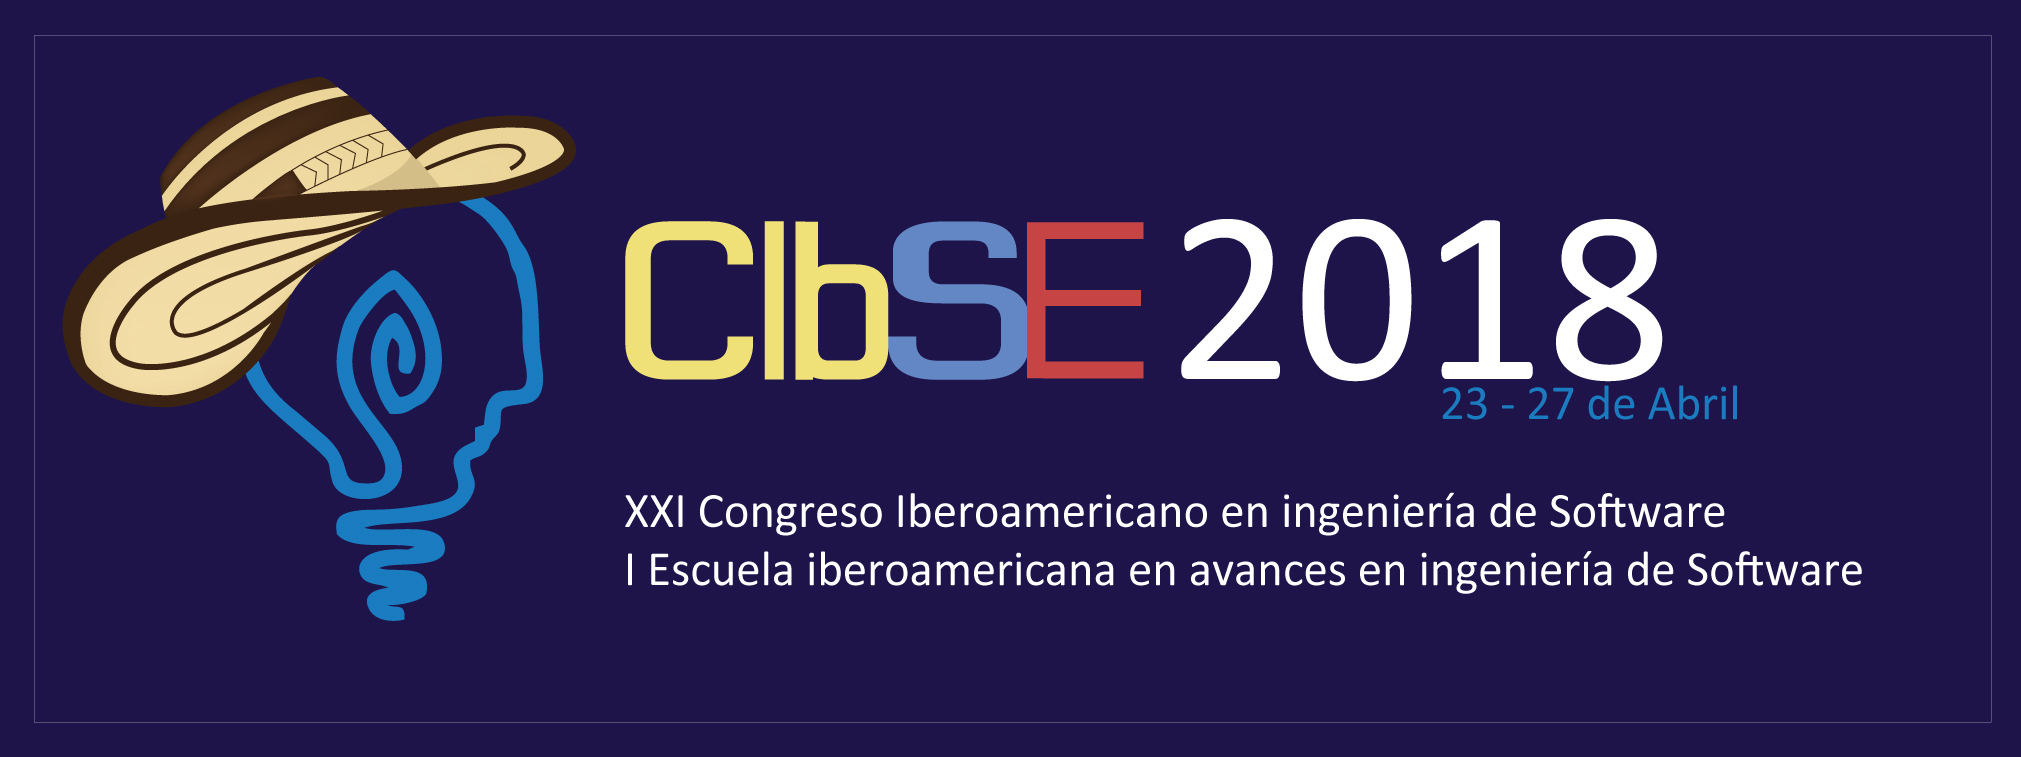 CIbSE 2018
23 - 27 de Abril
XXI Congreso Iberoamericano en ingeniería de Software
I Escuela iberoamericana en avances en ingeniería de Software